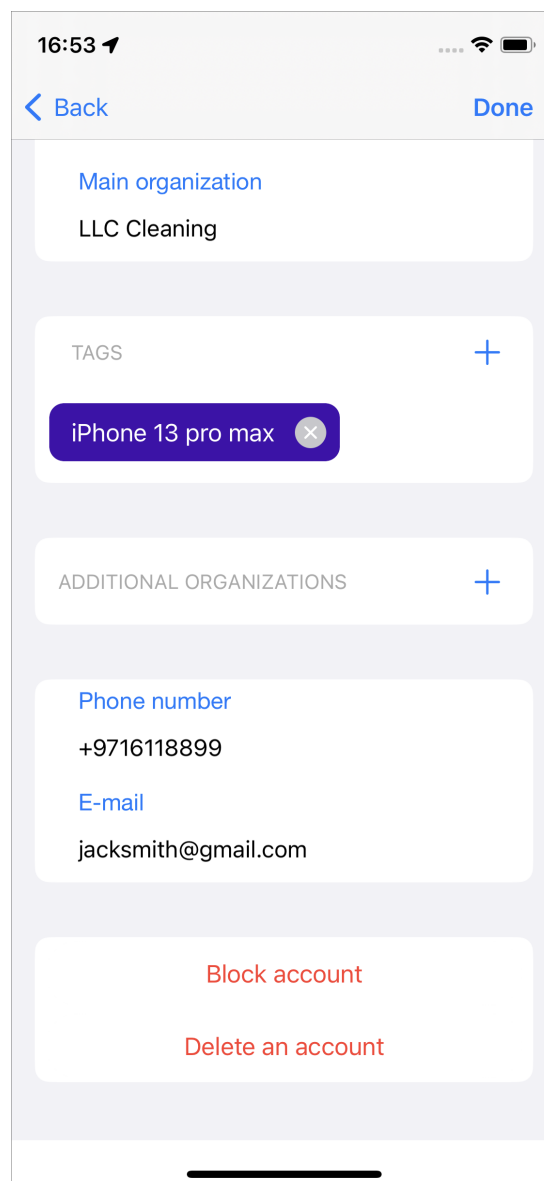 16:53
Back
Done
Main organization
LLC Cleaning
TAGS
iPhone 13 pro max
ADDITIONAL ORGANIZATIONS
Phone number
+9716118899
E-mail
jacksmith@gmail.com
Block account
Delete an account